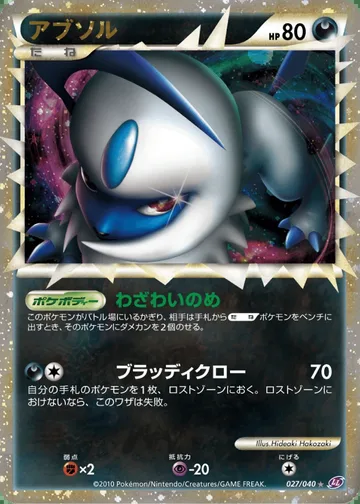 アブソル HP80
たね
ポケボディー わざわいのめ
このポケモンがバトル場にいるかぎり、相手は手札からたねポケモンをベンチに
出すとき、そのポケモンにダメカンを2個のせる。
ブラッディクロー 70
自分の手札のポケモンを1枚、ロストゾーンにおく。ロストゾーンに
おけないなら、このワザは失敗。
Illus.Hideaki Hakozaki
弱点 抵抗力 にげる
×2 -20
©2010 Pokémon/Nintendo/Creatures/GAME FREAK. LL 027/040